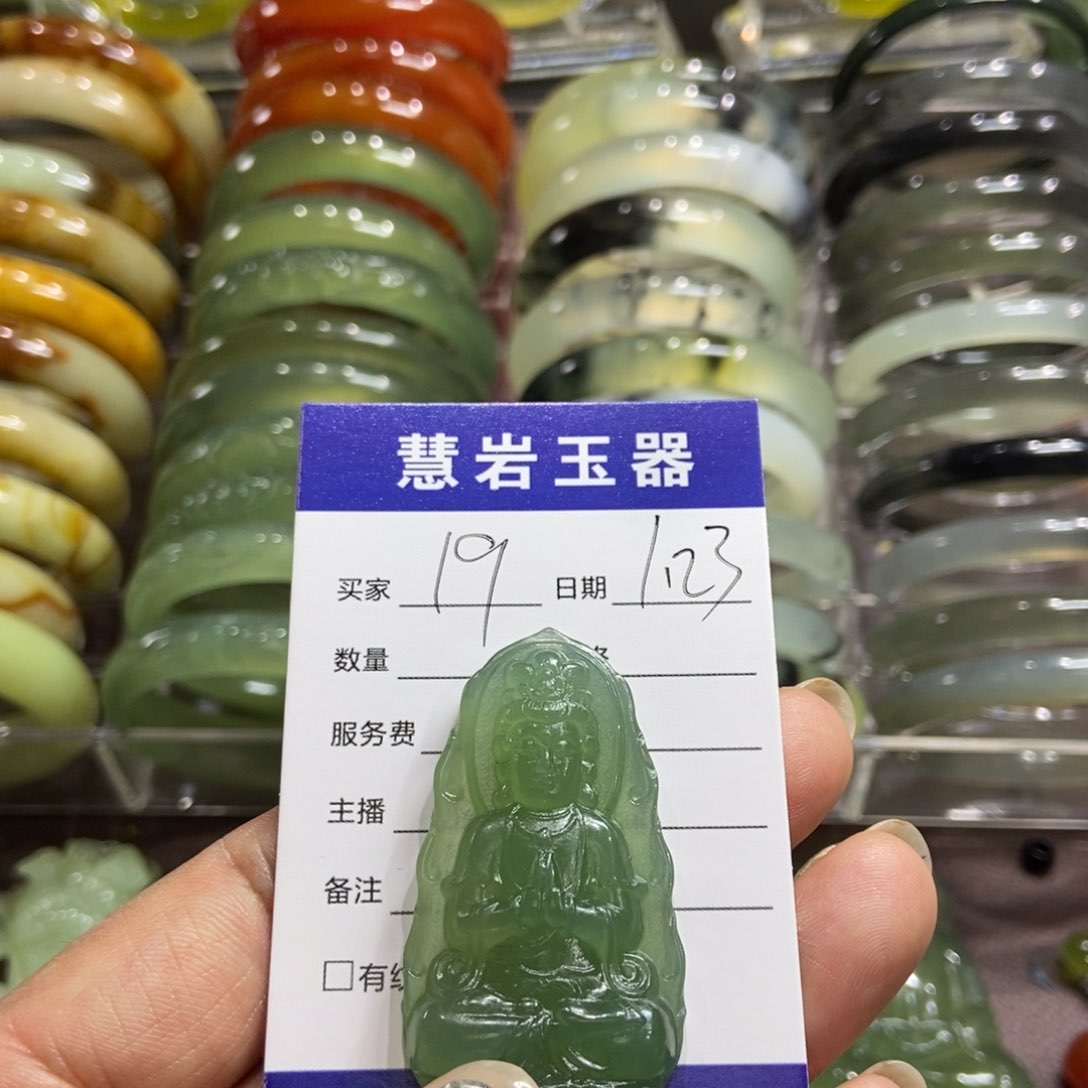 慧岩玉器
买家 19 日期 1,23
数量
服务费
主播
备注
□有